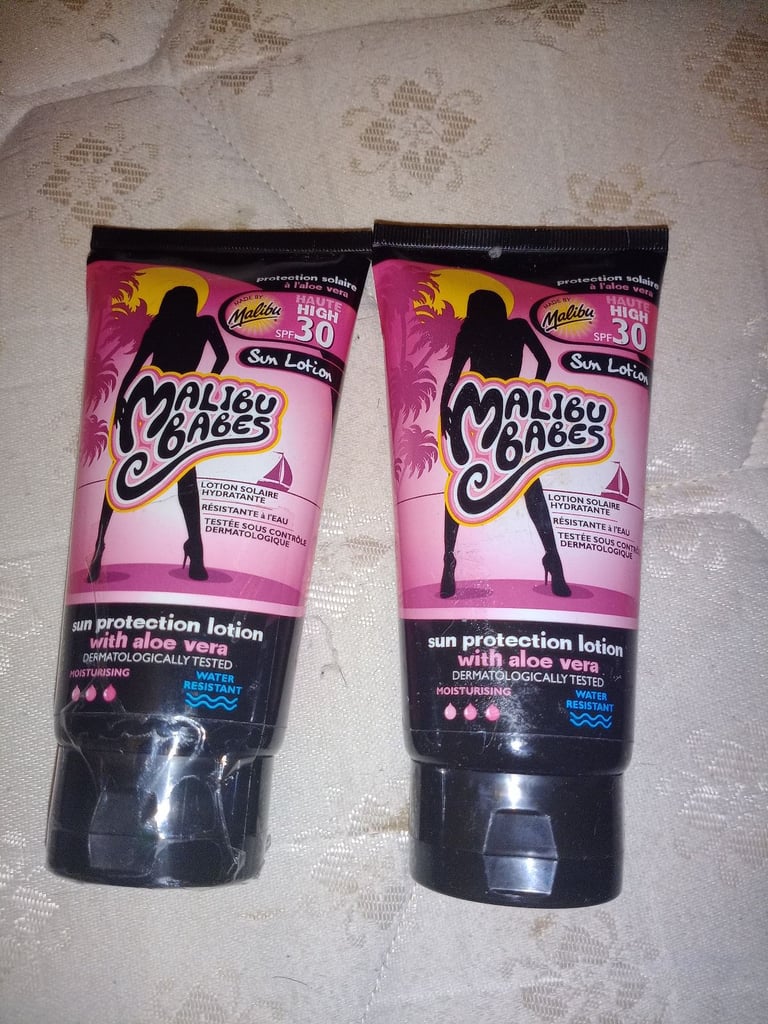 protection solaire
à l'aloe vera
MADE BY
Malibu
HAUTE
HIGH
SPF 30
Sun Lotion
MALIBU
BABES
LOTION SOLAIRE
HYDRATANTE
RÉSISTANTE à l'EAU
TESTÉE SOUS CONTRÔLE
DERMATOLOGIQUE
sun protection lotion
with aloe vera
DERMATOLOGICALLY TESTED
MOISTURISING
WATER
RESISTANT
protection solaire
à l'aloe vera
MADE BY
Malibu
HAUTE
HIGH
SPF 30
Sun Lotion
MALIBU
BABES
LOTION SOLAIRE
HYDRATANTE
RÉSISTANTE à l'EAU
TESTÉE SOUS CONTRÔ
DERMATOLOGIQUE
sun protection lotion
with aloe vera
DERMATOLOGICALLY TESTED
MOISTURISING
WATER
RESISTANT